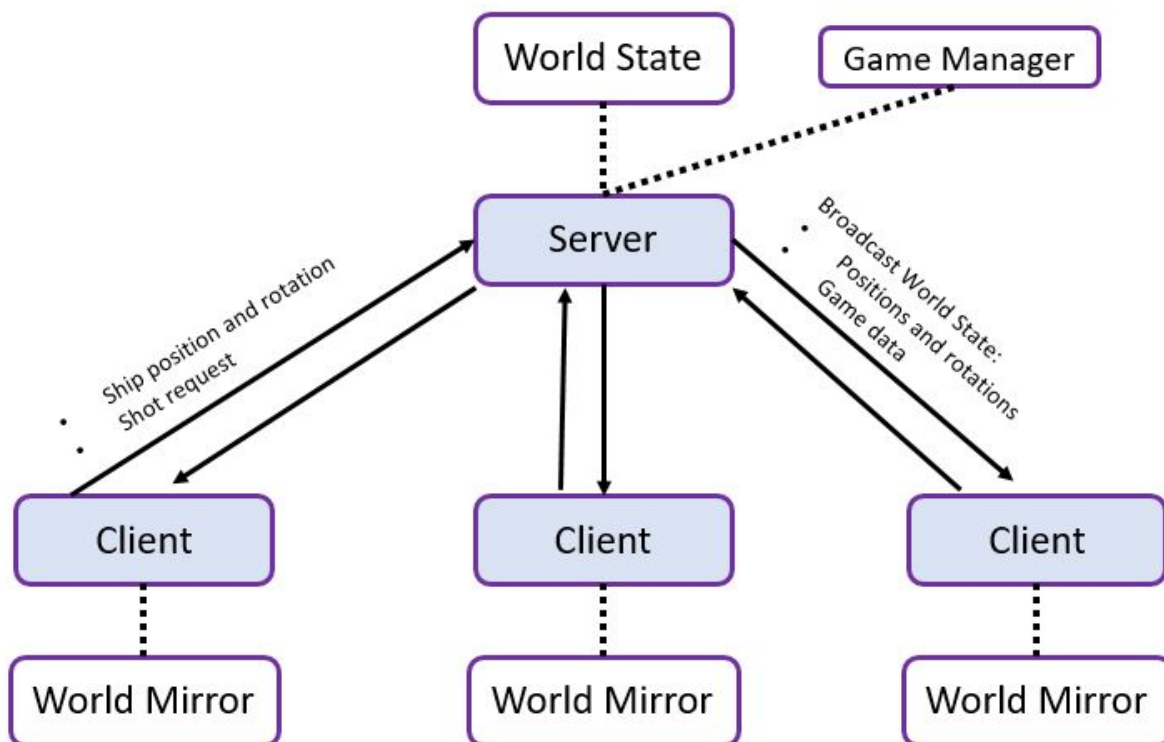 World State
Game Manager
Server
• Ship position and rotation
• Shot request
Broadcast World State:
• Positions and rotations
• Game data
Client
Client
Client
World Mirror
World Mirror
World Mirror